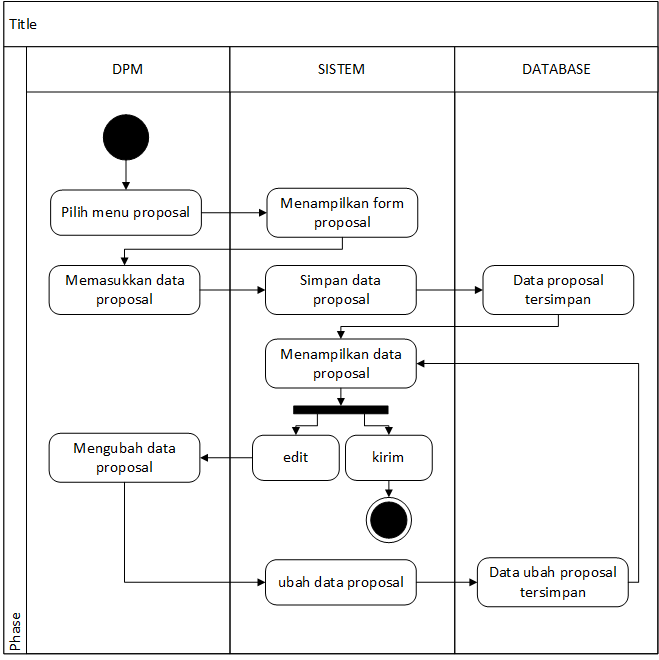 Title
Phase
DPM
SISTEM
DATABASE
Pilih menu proposal
Menampilkan form
proposal
Memasukkan data
proposal
Simpan data
proposal
Data proposal
tersimpan
Menampilkan data
proposal
Mengubah data
proposal
edit
kirim
ubah data proposal
Data ubah proposal
tersimpan